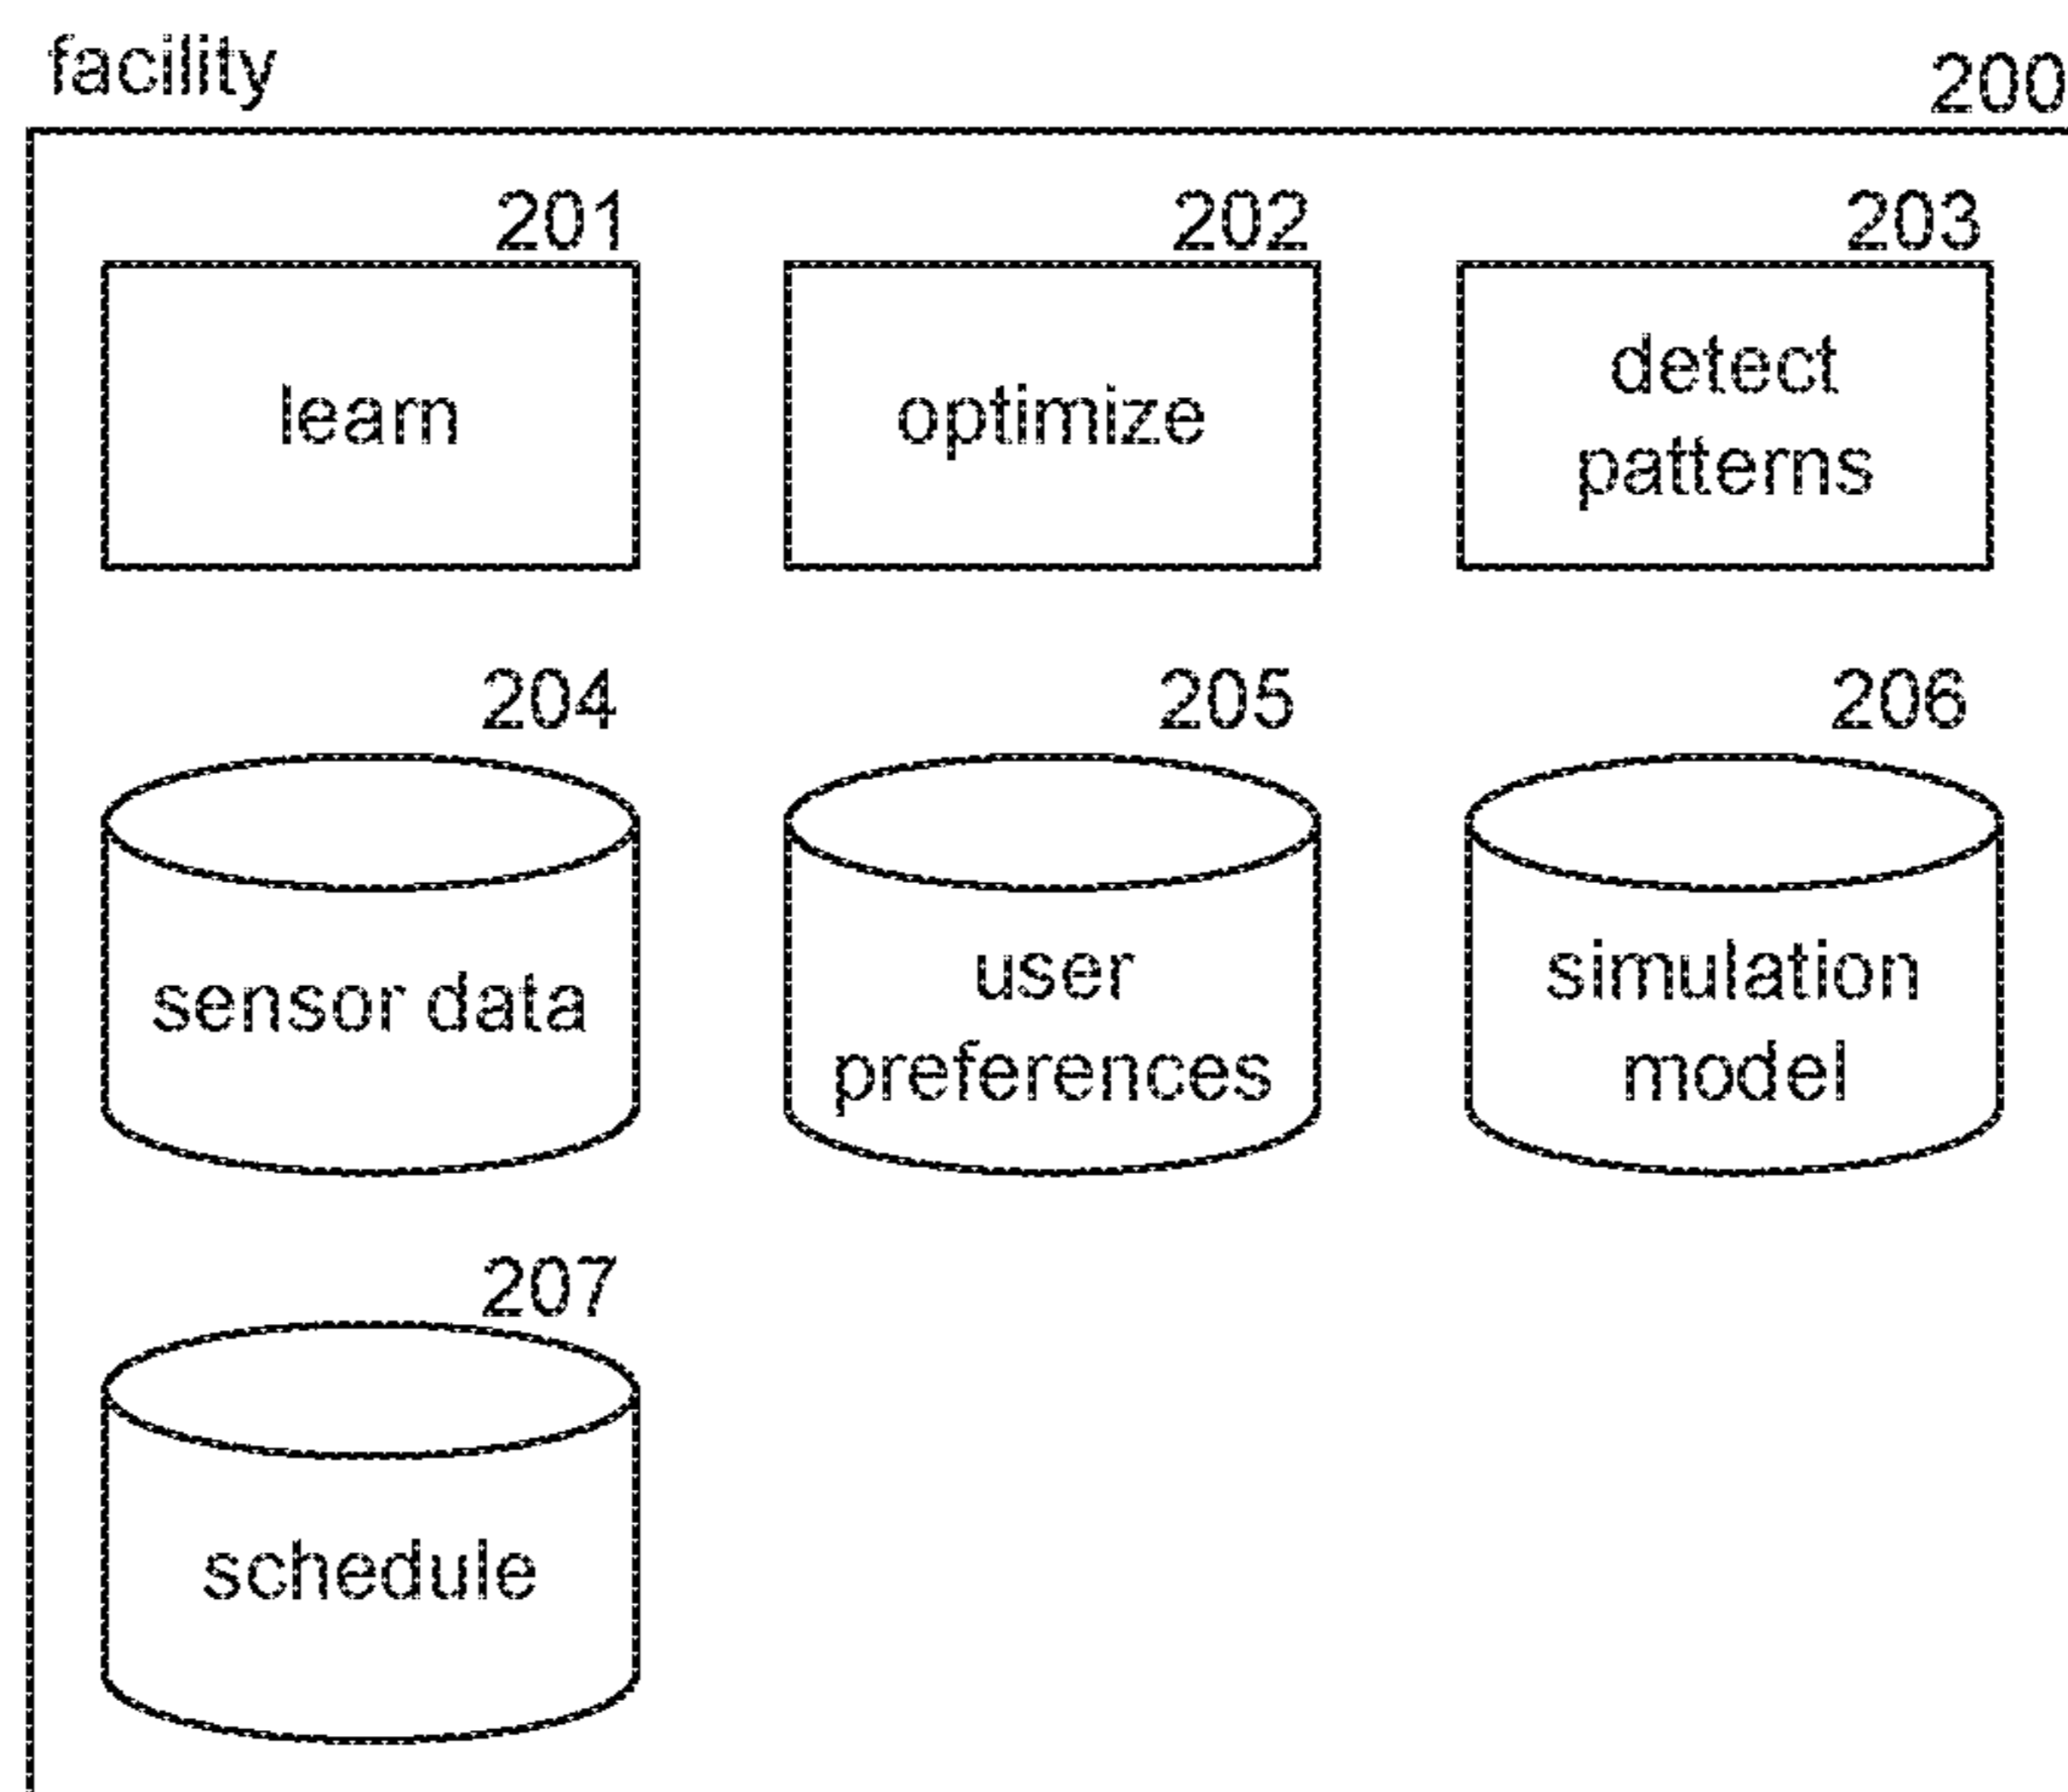 facility
200
201
202
203
learn
optimize
detect
patterns
204
205
206
sensor data
user
preferences
simulation
model
207
schedule